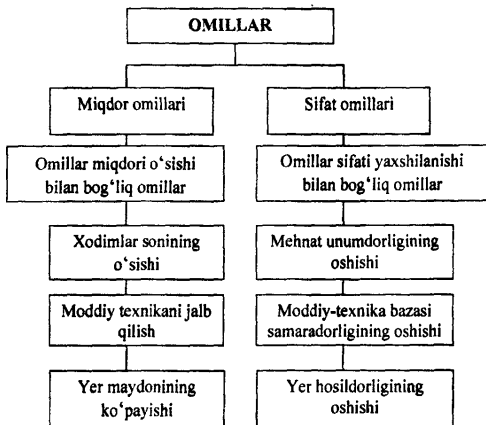 OMILLAR
Miqdor omillari
Sifat omillari
Omillar miqdori o‘sishi
bilan bog‘liq omillar
Omillar sifati yaxshilanishi
bilan bog‘liq omillar
Xodimlar sonining
o‘sishi
Mehnat unumdorligining
oshishi
Moddiy texnikani jalb
qilish
Moddiy-texnika bazasi
samaradorligining oshishi
Yer maydonining
ko‘payishi
Yer hosildorligining
oshishi